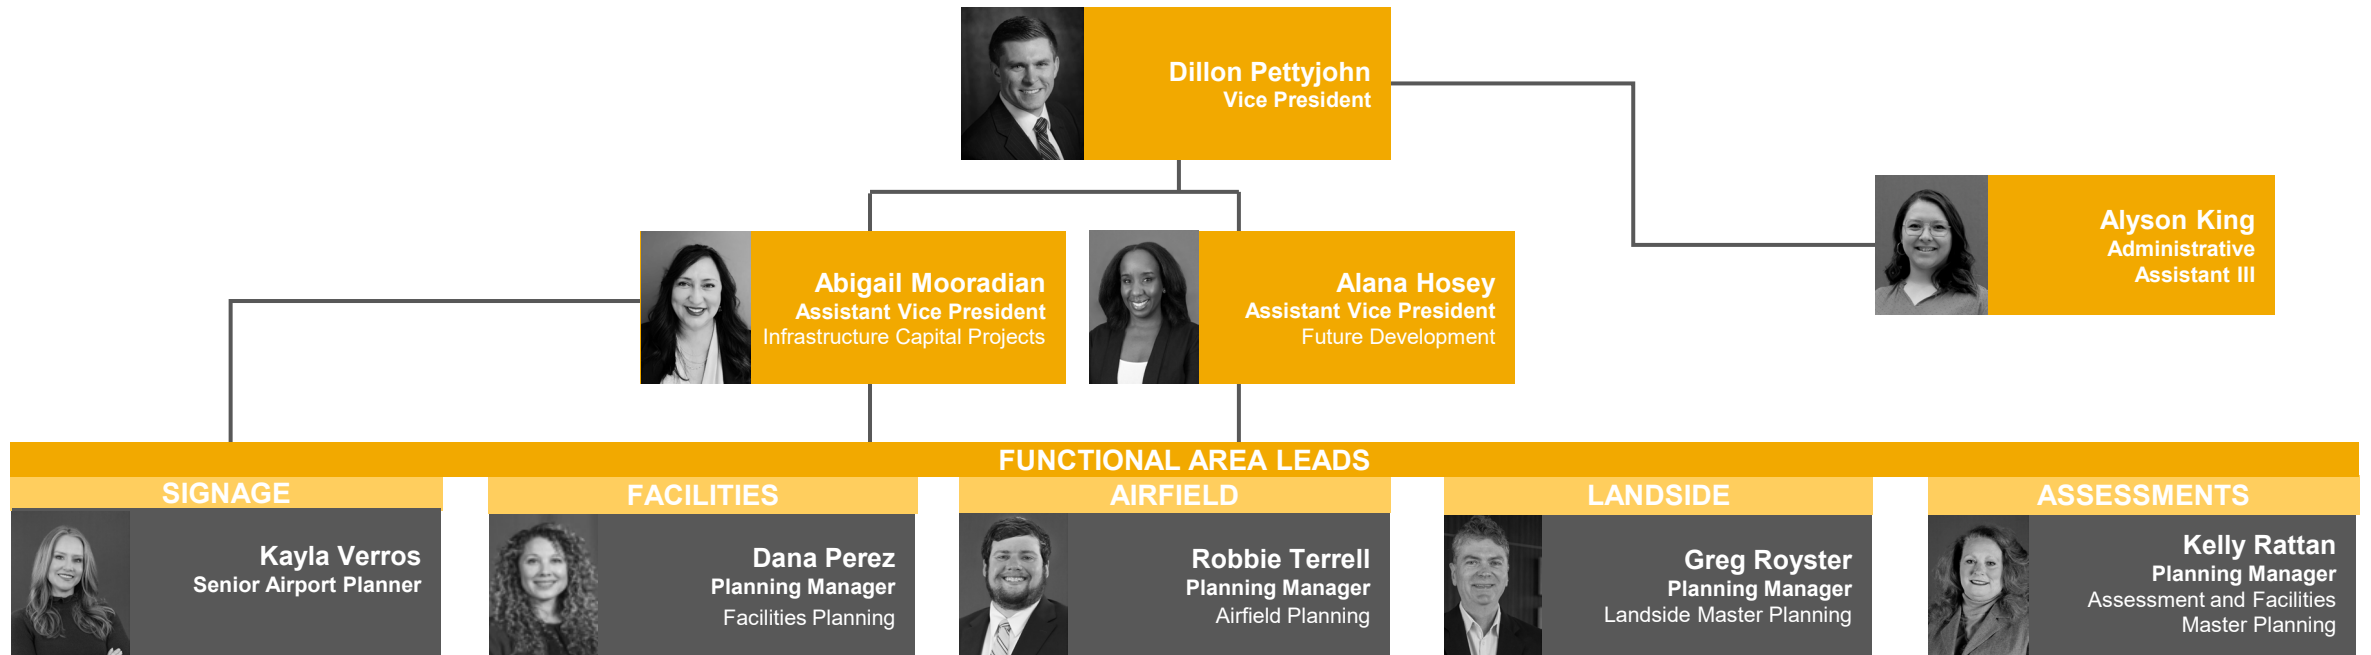 Dillon Pettyjohn
Vice President
Alyson King
Administrative
Assistant III
Abigail Mooradian
Assistant Vice President
Infrastructure Capital Projects
Alana Hosey
Assistant Vice President
Future Development
FUNCTIONAL AREA LEADS
SIGNAGE
Kayla Verros
Senior Airport Planner
FACILITIES
Dana Perez
Planning Manager
Facilities Planning
AIRFIELD
Robbie Terrell
Planning Manager
Airfield Planning
LANDSIDE
Greg Royster
Planning Manager
Landside Master Planning
ASSESSMENTS
Kelly Rattan
Planning Manager
Assessment and Facilities
Master Planning